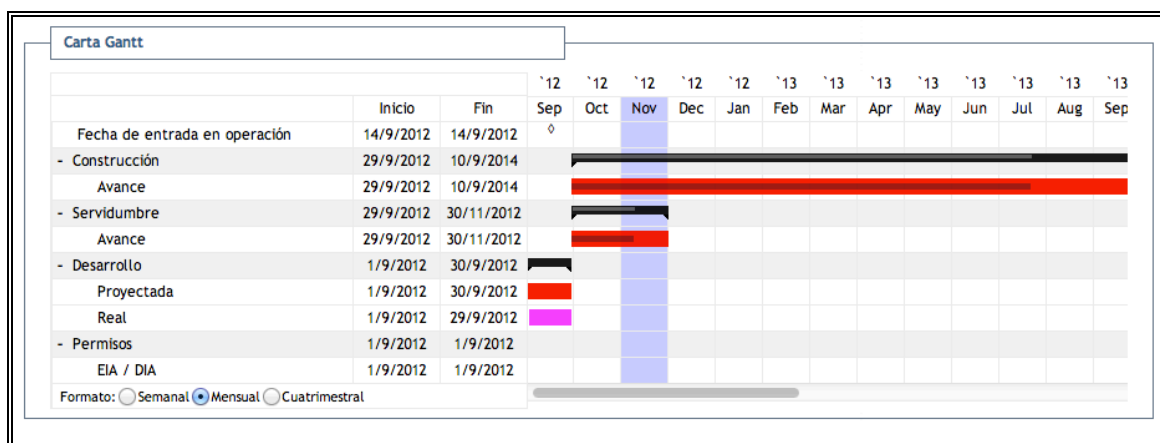 Carta Gantt
`12 `12 `12 `12 `12 `13 `13 `13 `13 `13 `13 `13 `13
Inicio Fin Sep Oct Nov Dec Jan Feb Mar Apr May Jun Jul Aug Sep
Fecha de entrada en operación 14/9/2012 14/9/2012
- Construcción 29/9/2012 10/9/2014
Avance 29/9/2012 10/9/2014
- Servidumbre 29/9/2012 30/11/2012
Avance 29/9/2012 30/11/2012
- Desarrollo 1/9/2012 30/9/2012
Proyectada 1/9/2012 30/9/2012
Real 1/9/2012 29/9/2012
- Permisos 1/9/2012 1/9/2012
EIA / DIA 1/9/2012 1/9/2012
Formato: Semanal Mensual Cuatrimestral